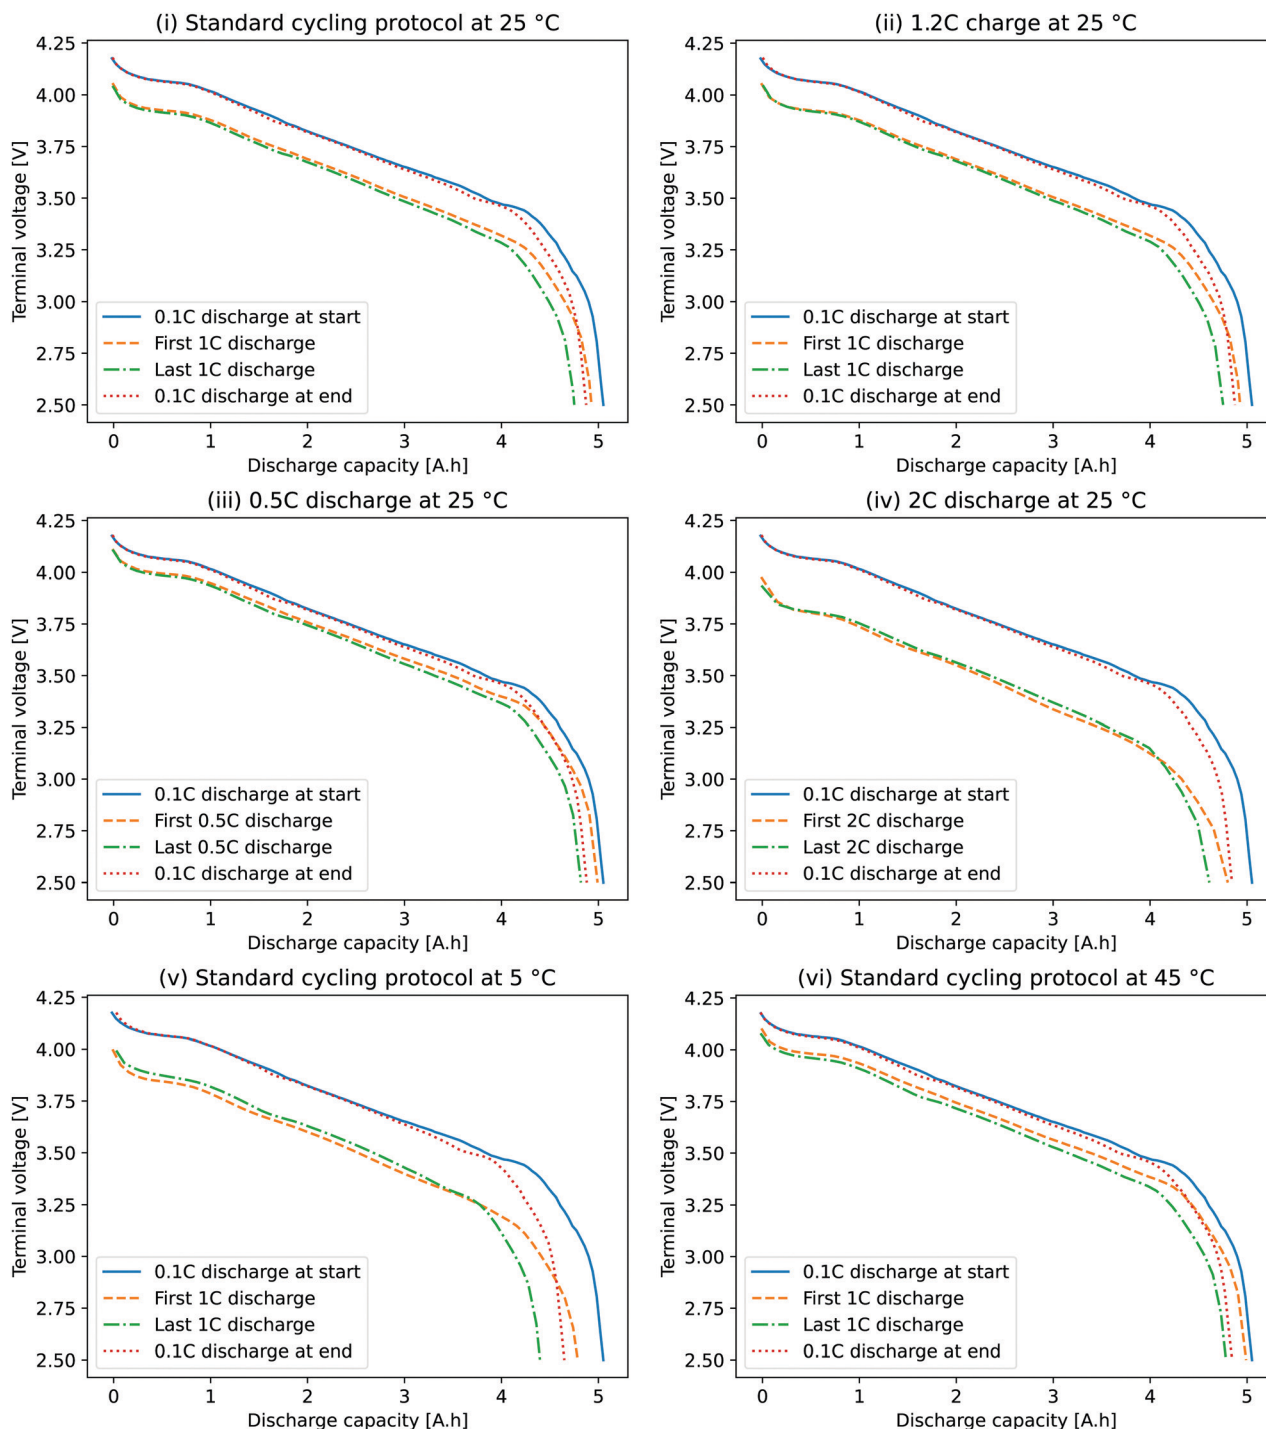 (i) Standard cycling protocol at 25 °C
4.25
4.00
3.75
3.50
3.25
3.00
2.75
2.50
Terminal voltage [V]
0.1C discharge at start
First 1C discharge
Last 1C discharge
0.1C discharge at end
0 1 2 3 4 5
Discharge capacity [A.h]
(ii) 1.2C charge at 25 °C
4.25
4.00
3.75
3.50
3.25
3.00
2.75
2.50
Terminal voltage [V]
0.1C discharge at start
First 1C discharge
Last 1C discharge
0.1C discharge at end
0 1 2 3 4 5
Discharge capacity [A.h]
(iii) 0.5C discharge at 25 °C
4.25
4.00
3.75
3.50
3.25
3.00
2.75
2.50
Terminal voltage [V]
0.1C discharge at start
First 0.5C discharge
Last 0.5C discharge
0.1C discharge at end
0 1 2 3 4 5
Discharge capacity [A.h]
(iv) 2C discharge at 25 °C
4.25
4.00
3.75
3.50
3.25
3.00
2.75
2.50
Terminal voltage [V]
0.1C discharge at start
First 2C discharge
Last 2C discharge
0.1C discharge at end
0 1 2 3 4 5
Discharge capacity [A.h]
(v) Standard cycling protocol at 5 °C
4.25
4.00
3.75
3.50
3.25
3.00
2.75
2.50
Terminal voltage [V]
0.1C discharge at start
First 1C discharge
Last 1C discharge
0.1C discharge at end
0 1 2 3 4 5
Discharge capacity [A.h]
(vi) Standard cycling protocol at 45 °C
4.25
4.00
3.75
3.50
3.25
3.00
2.75
2.50
Terminal voltage [V]
0.1C discharge at start
First 1C discharge
Last 1C discharge
0.1C discharge at end
0 1 2 3 4 5
Discharge capacity [A.h]